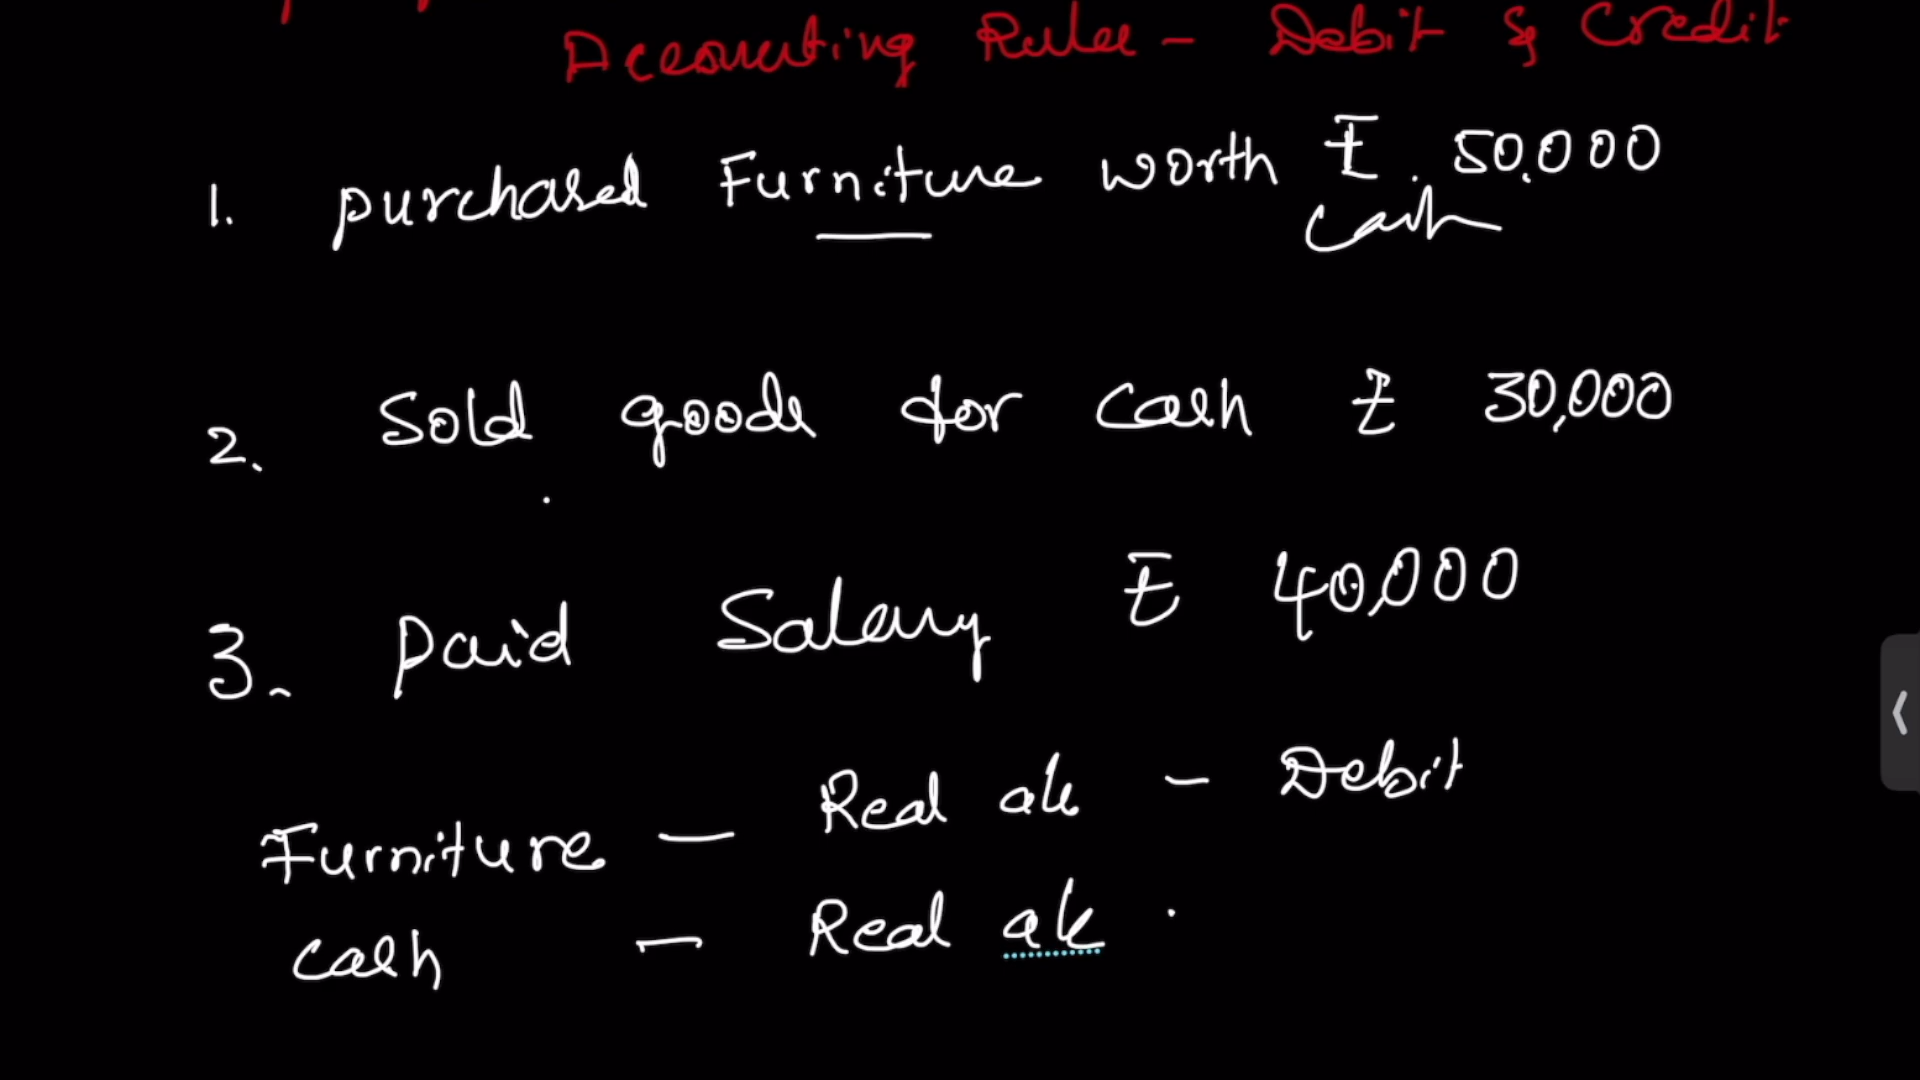 Accounting Rules - Debit & Credit
1. purchased Furniture worth ₹. 50,000
cash
2. Sold goods for cash ₹ 30,000
3. Paid Salary ₹ 40,000
Furniture - Real a/c - Debit
cash - Real a/c